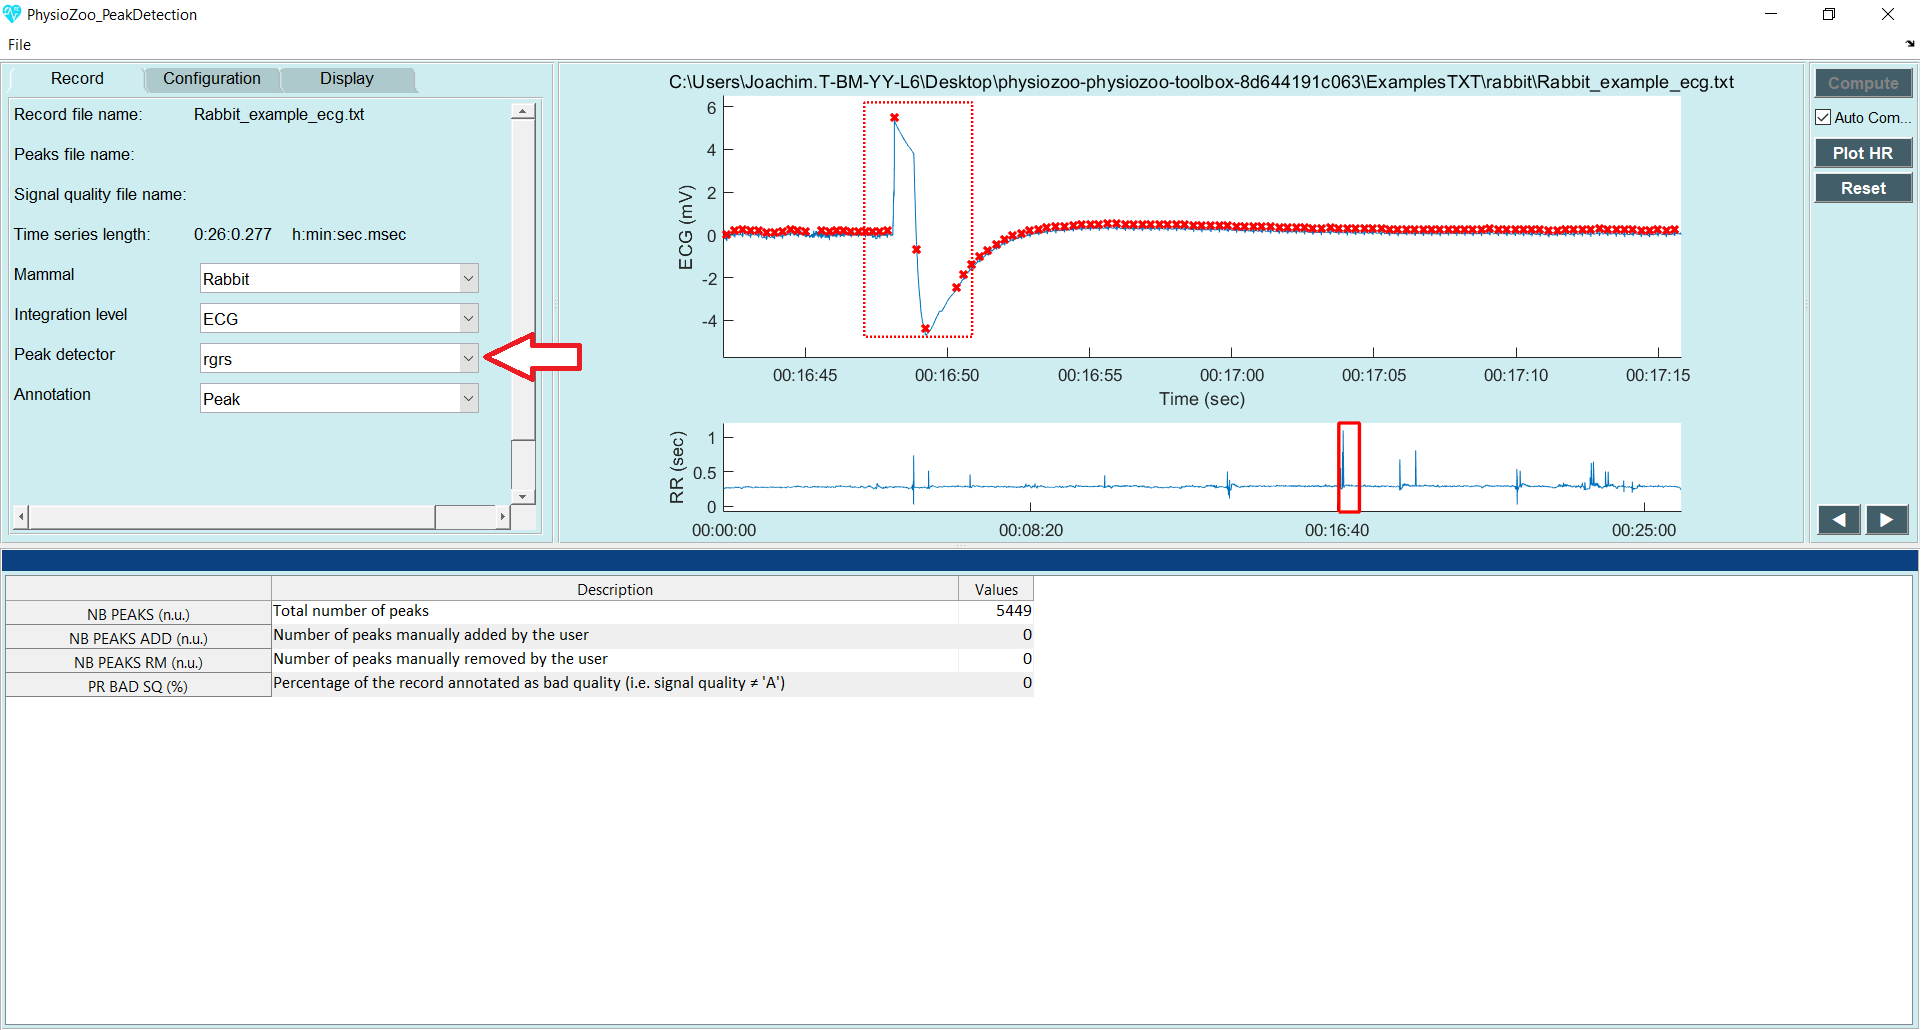 PhysioZoo_PeakDetection
File
Record Configuration Display
Record file name: Rabbit_example_ecg.txt
Peaks file name:
Signal quality file name:
Time series length: 0:26:0.277 h:min:sec.msec
Mammal Rabbit
Integration level ECG
Peak detector rgrs
Annotation Peak
C:\Users\Joachim.T-BM-YY-L6\Desktop\physiozoo-physiozoo-toolbox-8d644191c063\ExamplesTXT\rabbit\Rabbit_example_ecg.txt
6
4
2
0
-2
-4
ECG (mV)
00:16:45 00:16:50 00:16:55 00:17:00 00:17:05 00:17:10 00:17:15
Time (sec)
1
0.5
0
RR (sec)
00:00:00 00:08:20 00:16:40 00:25:00
Compute
Auto Com...
Plot HR
Reset
Description Values
NB PEAKS (n.u.) Total number of peaks 5449
NB PEAKS ADD (n.u.) Number of peaks manually added by the user 0
NB PEAKS RM (n.u.) Number of peaks manually removed by the user 0
PR BAD SQ (%) Percentage of the record annotated as bad quality (i.e. signal quality ≠ 'A') 0